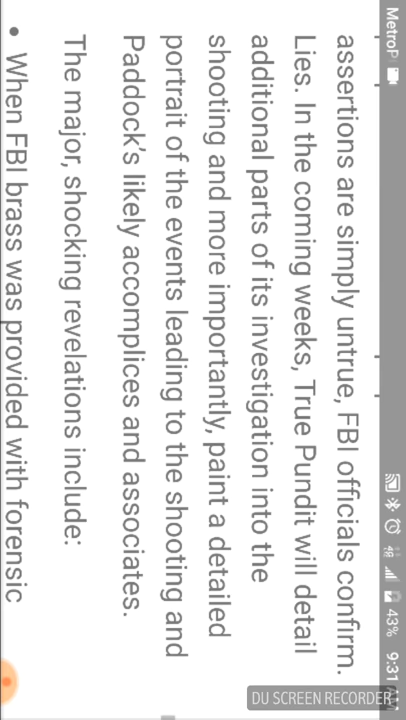 MetroP
4G 43% 9:31 AM
assertions are simply untrue, FBI officials confirm.
Lies. In the coming weeks, True Pundit will detail
additional parts of its investigation into the
shooting and more importantly, paint a detailed
portrait of the events leading to the shooting and
Paddock's likely accomplices and associates.
The major, shocking revelations include:
• When FBI brass was provided with forensic
DU SCREEN RECORDER